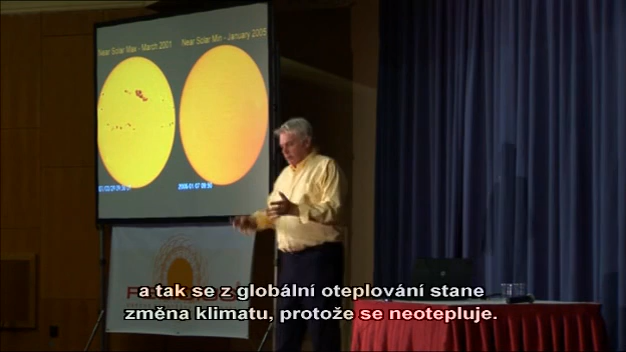 Near Solar Max - March 2001
Near Solar Min - January 2005
a tak se z globální oteplování stane
změna klimatu, protože se neotepluje.